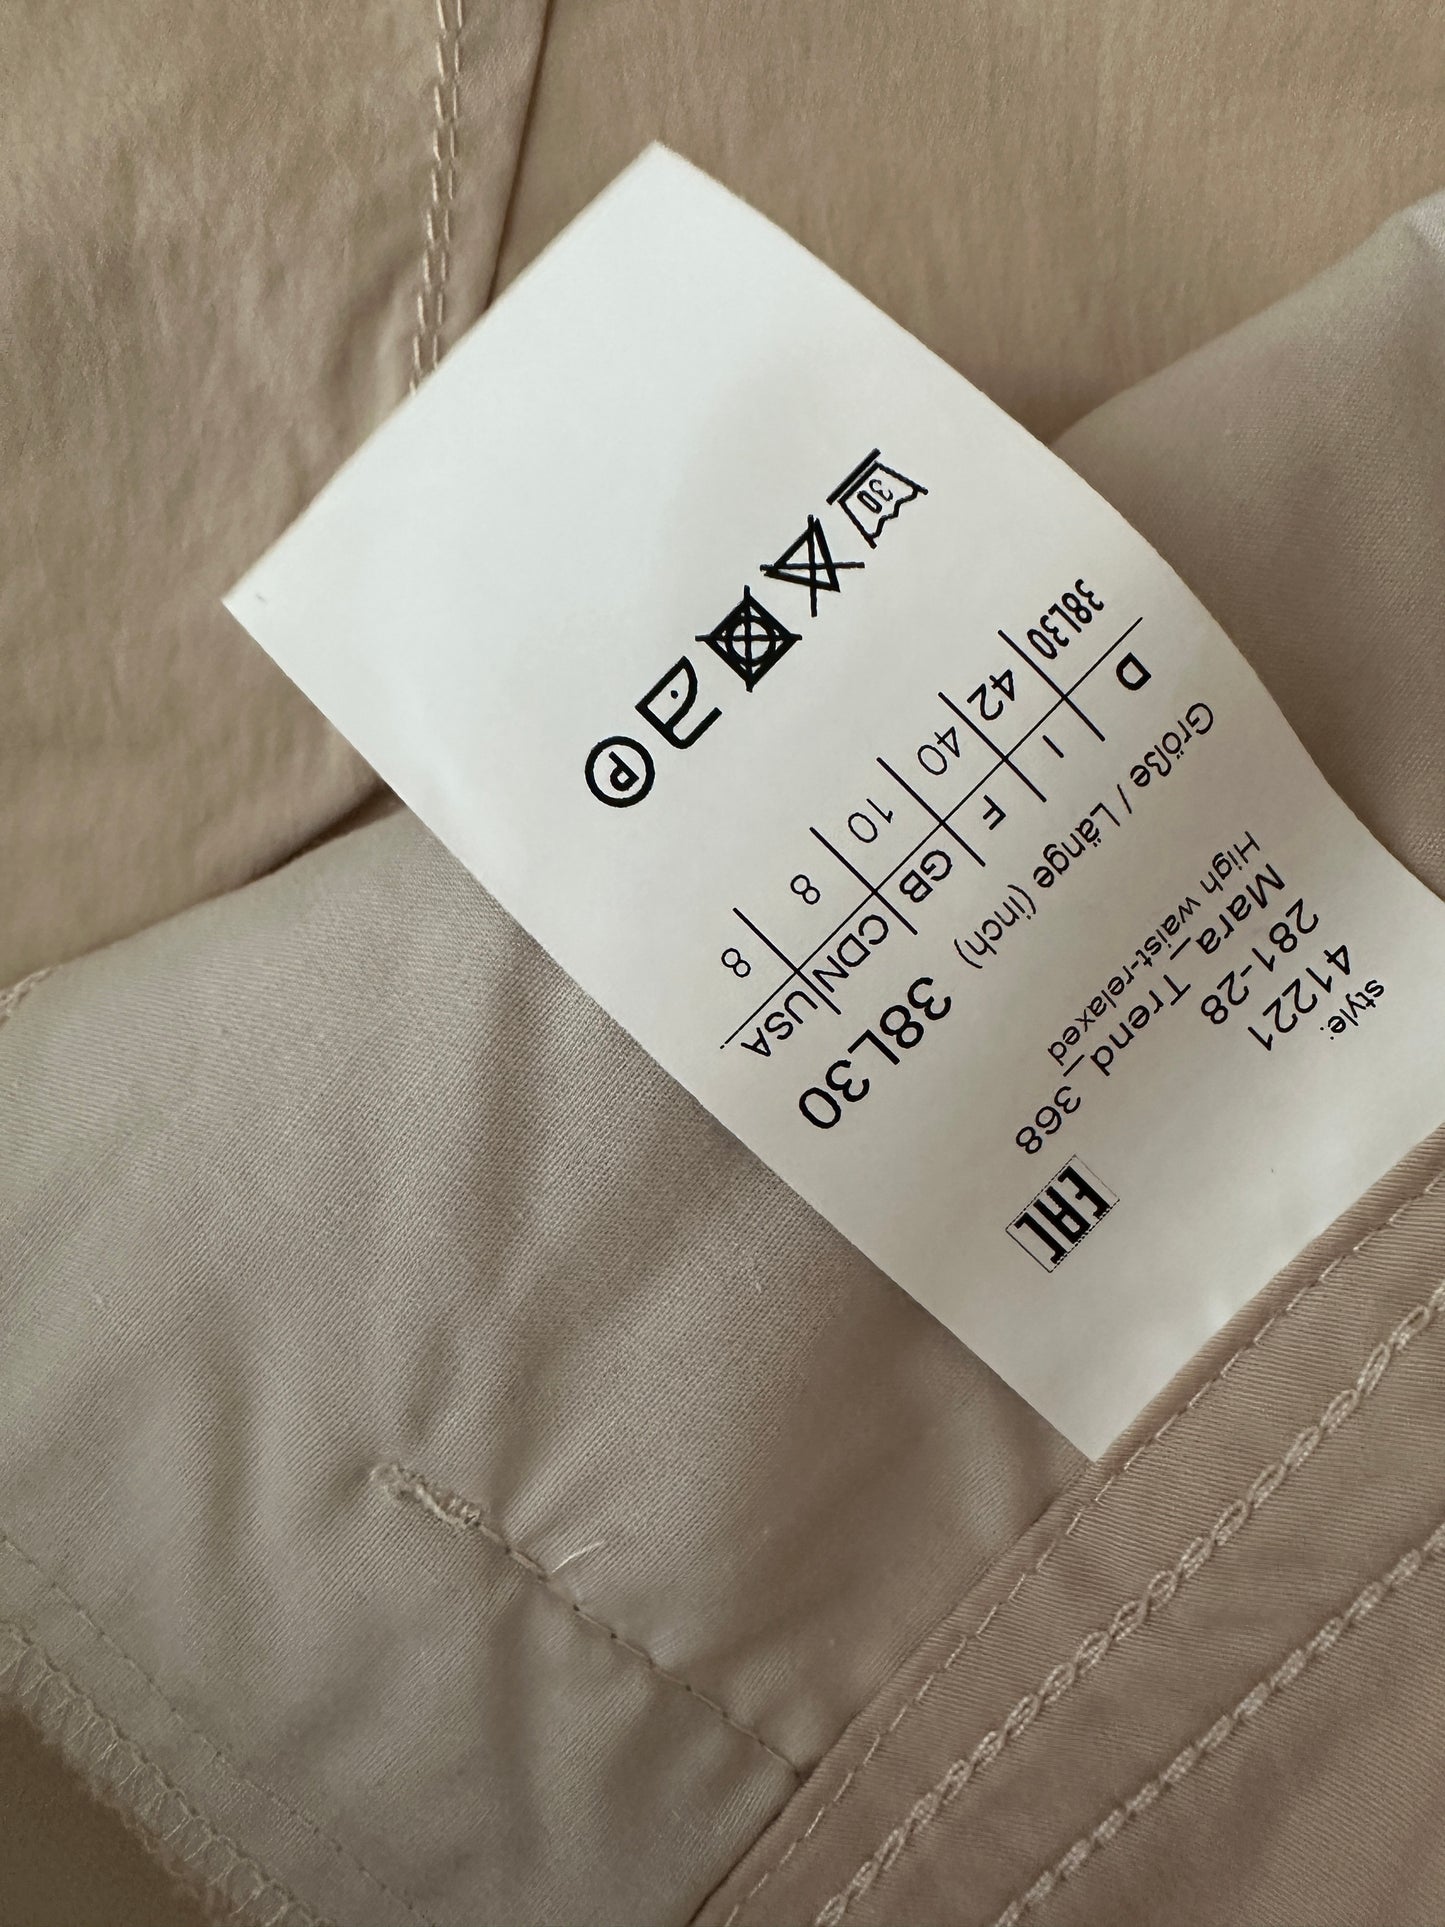 EAC
style:
41221
281-28
Mara_Trend_368
High waist-relaxed
Größe / Länge (inch)
38L30
D | I | F | GB | CDN | USA
38L30 | 42 | 40 | 10 | 8 | 8
30
P